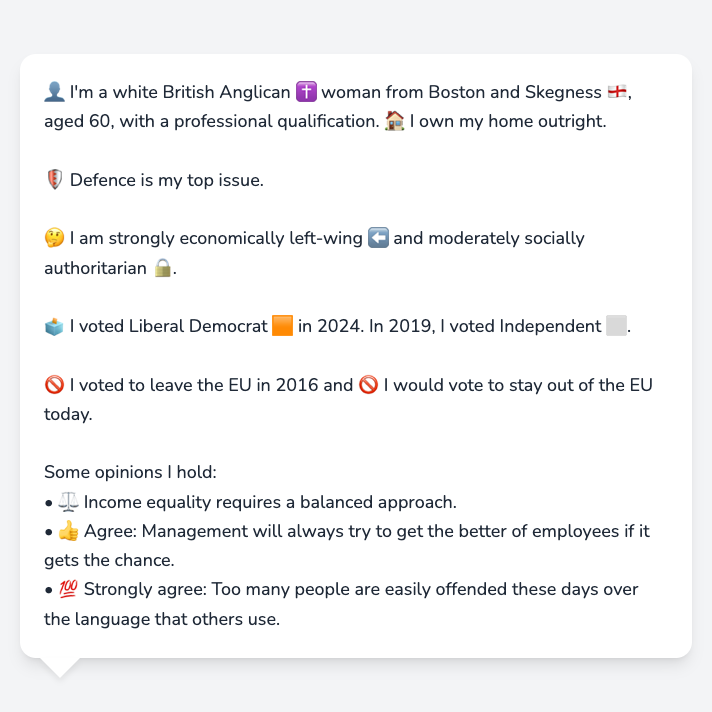 👤 I'm a white British Anglican ✝️ woman from Boston and Skegness 🏴󠁧󠁢󠁥󠁮󠁧󠁿,
aged 60, with a professional qualification. 🏠 I own my home outright.
🛡️ Defence is my top issue.
🤔 I am strongly economically left-wing ⬅️ and moderately socially
authoritarian 🔒.
🗳️ I voted Liberal Democrat 🟧 in 2024. In 2019, I voted Independent ⬜.
🚫 I voted to leave the EU in 2016 and 🚫 I would vote to stay out of the EU
today.
Some opinions I hold:
• ⚖️ Income equality requires a balanced approach.
• 👍 Agree: Management will always try to get the better of employees if it
gets the chance.
• 💯 Strongly agree: Too many people are easily offended these days over
the language that others use.